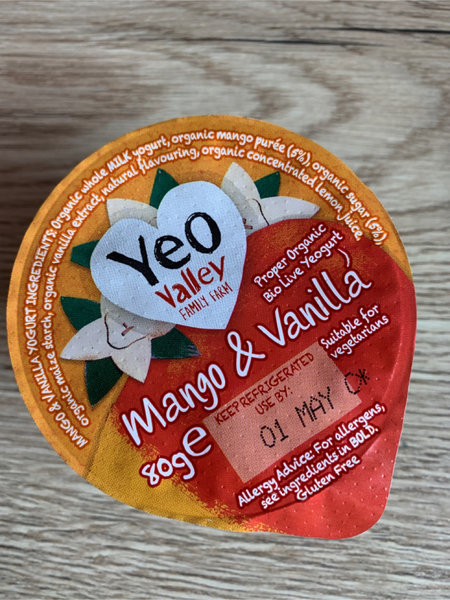 MANGO & VANILLA YOGURT INGREDIENTS: Organic whole MILK yogurt, organic mango purée (6%), organic sugar (5%),
organic maize starch, organic vanilla extract, natural flavouring, organic concentrated lemon juice
Yeo
Valley
FAMILY FARM
Proper Organic
Bio Live Yeogurt
Mango & Vanilla
Suitable for
vegetarians
80g e
KEEP REFRIGERATED
USE BY:
01 MAY C*
Allergy Advice: For allergens,
see ingredients in BOLD.
Gluten Free